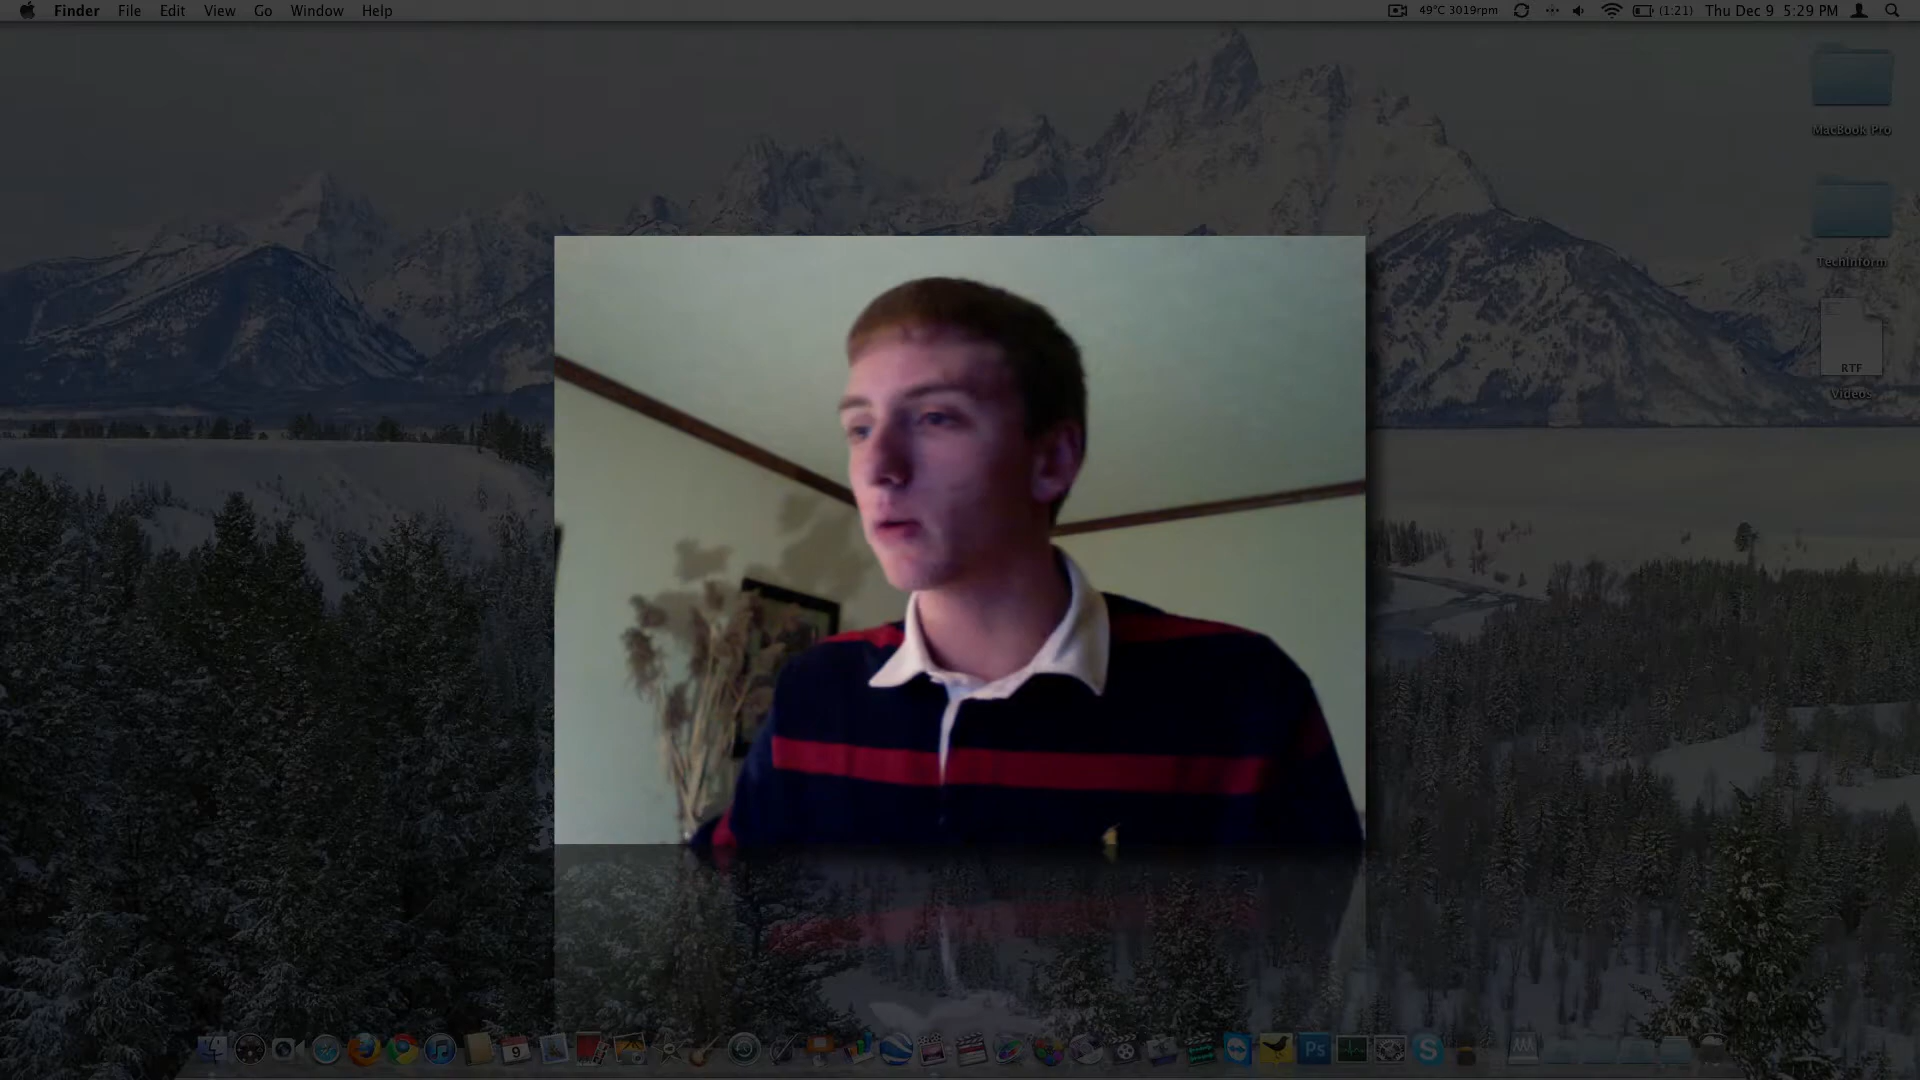 Finder File Edit View Go Window Help 49°C 3019rpm (1:21) Thu Dec 9 5:29 PM
MacBook Pro
TechInform
RTF
Videos
9 Ps S